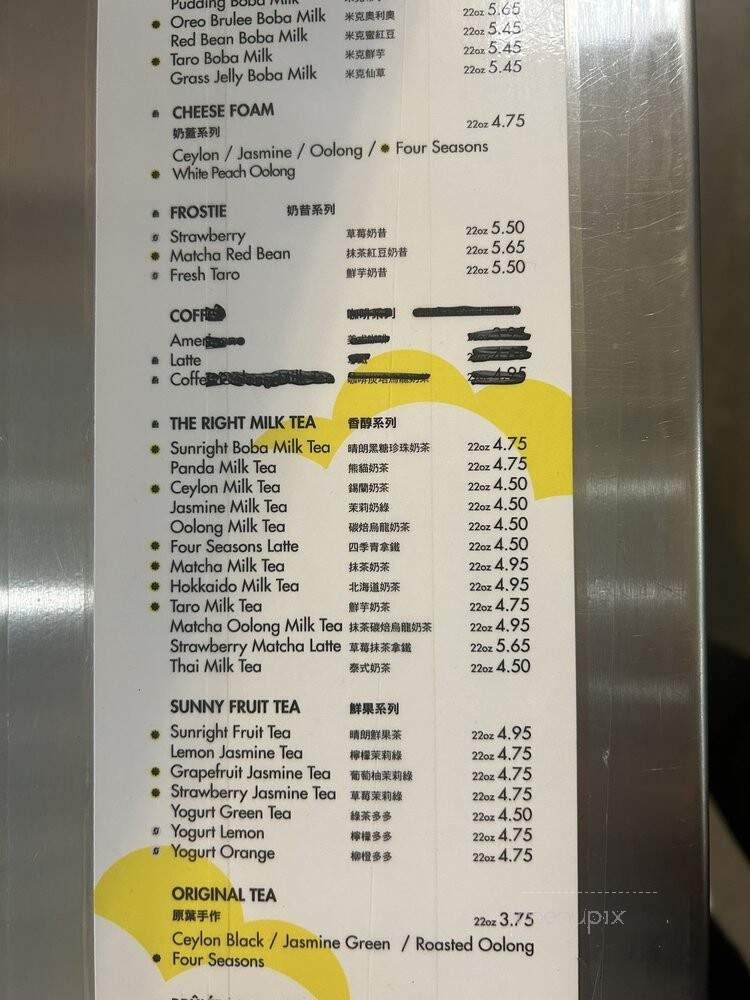 Pudding Boba Milk
Oreo Brulee Boba Milk 米克奧利奧 22oz 5.65
Red Bean Boba Milk 米克蜜紅豆 22oz 5.45
Taro Boba Milk 米克鮮芋 22oz 5.45
Grass Jelly Boba Milk 米克仙草 22oz 5.45
CHEESE FOAM 22oz 4.75
奶蓋系列
Ceylon / Jasmine / Oolong / Four Seasons
White Peach Oolong
FROSTIE 奶昔系列
Strawberry 草莓奶昔 22oz 5.50
Matcha Red Bean 抹茶紅豆奶昔 22oz 5.65
Fresh Taro 鮮芋奶昔 22oz 5.50
Latte
THE RIGHT MILK TEA 香醇系列
Sunright Boba Milk Tea 晴朗黑糖珍珠奶茶 22oz 4.75
Panda Milk Tea 熊貓奶茶 22oz 4.75
Ceylon Milk Tea 錫蘭奶茶 22oz 4.50
Jasmine Milk Tea 茉莉奶綠 22oz 4.50
Oolong Milk Tea 碳焙烏龍奶茶 22oz 4.50
Four Seasons Latte 四季青拿鐵 22oz 4.50
Matcha Milk Tea 抹茶奶茶 22oz 4.95
Hokkaido Milk Tea 北海道奶茶 22oz 4.95
Taro Milk Tea 鮮芋奶茶 22oz 4.75
Matcha Oolong Milk Tea 抹茶碳焙烏龍奶茶 22oz 4.95
Strawberry Matcha Latte 草莓抹茶拿鐵 22oz 5.65
Thai Milk Tea 泰式奶茶 22oz 4.50
SUNNY FRUIT TEA 鮮果系列
Sunright Fruit Tea 晴朗鮮果茶 22oz 4.95
Lemon Jasmine Tea 檸檬茉莉綠 22oz 4.75
Grapefruit Jasmine Tea 葡萄柚茉莉綠 22oz 4.75
Strawberry Jasmine Tea 草莓茉莉綠 22oz 4.75
Yogurt Green Tea 綠茶多多 22oz 4.50
Yogurt Lemon 檸檬多多 22oz 4.75
Yogurt Orange 柳橙多多 22oz 4.75
ORIGINAL TEA
原葉手作 22oz 3.75
Ceylon Black / Jasmine Green / Roasted Oolong
Four Seasons